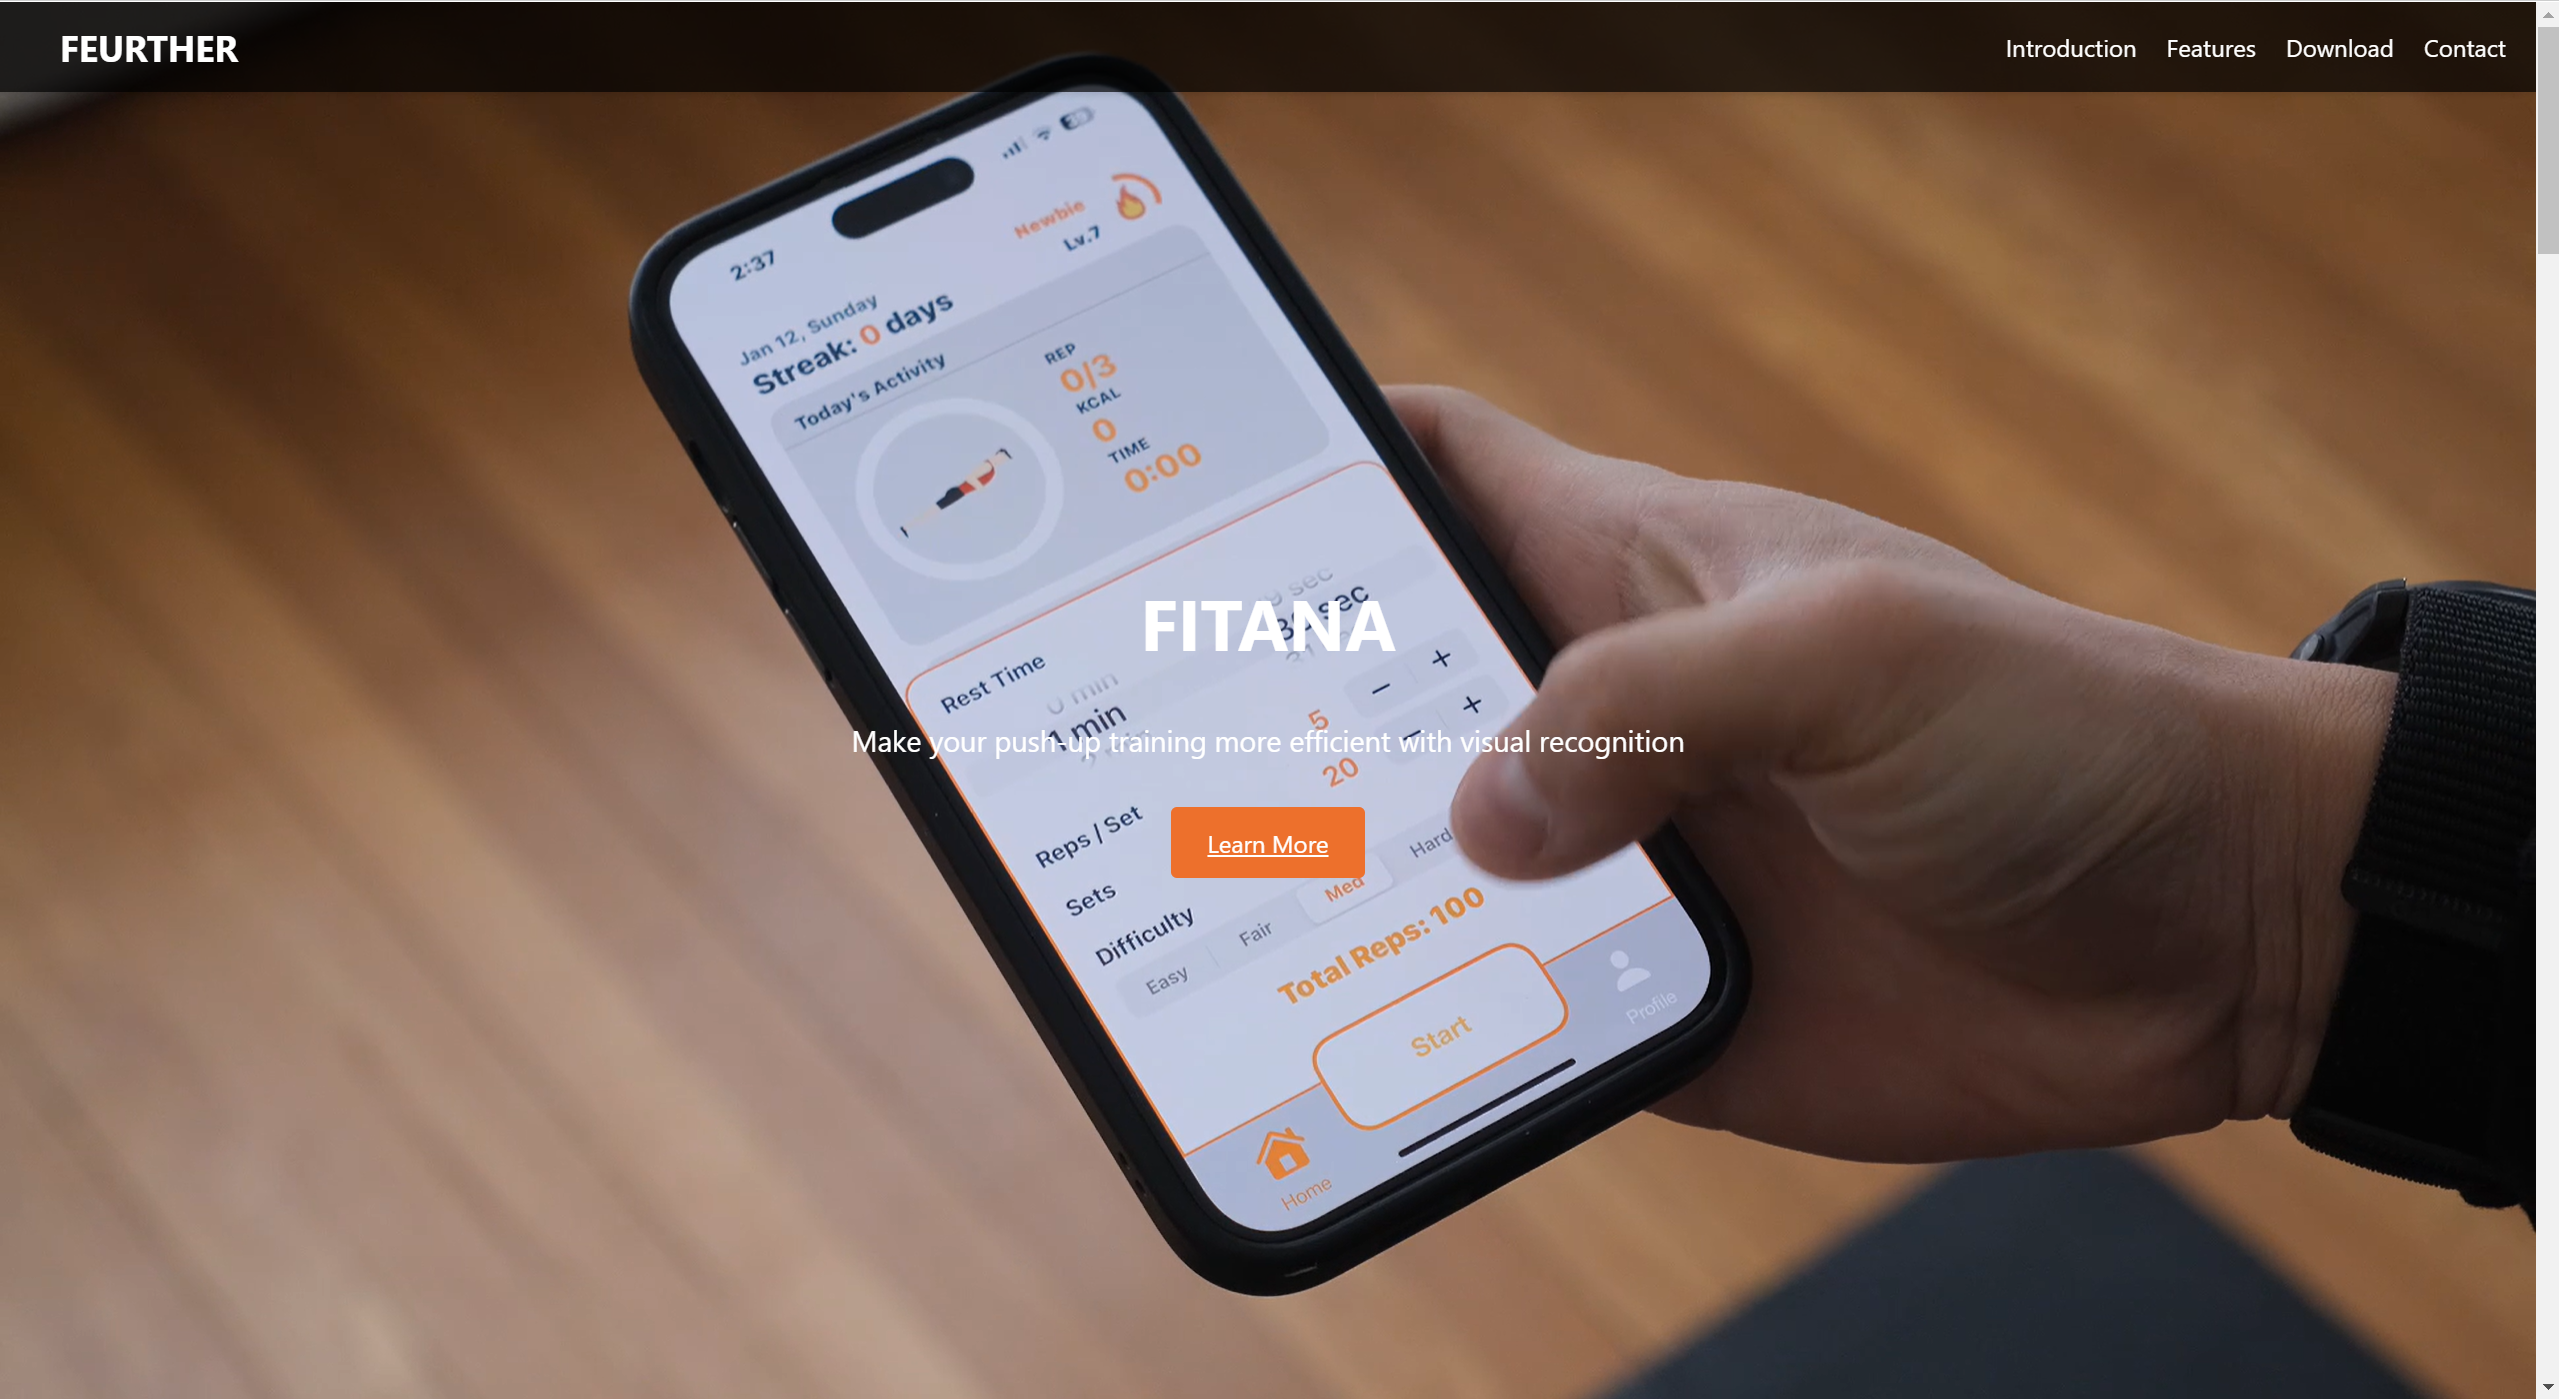 FEURTHER
Introduction Features Download Contact
2:37
Newbie
Lv.7
Jan 12, Sunday
Streak: 0 days
Today's Activity
REP
0/3
KCAL
0
TIME
0:00
FITANA
Rest Time
0 min
1 min
sec
sec
31
Make your push-up training more efficient with visual recognition
Reps / Set
5
Sets
20
Learn More
Difficulty
Easy Fair Med Hard
Total Reps: 100
Start
Home
Profile